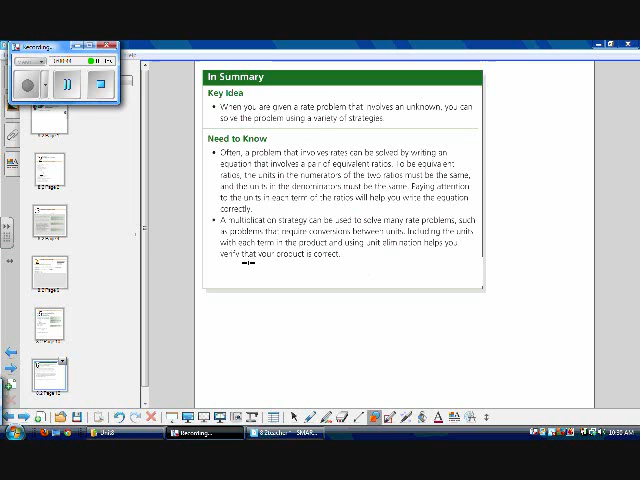 Recording...
In Summary
Key Idea
• When you are given a rate problem that involves an unknown, you can
solve the problem using a variety of strategies.
Need to Know
• Often, a problem that involves rates can be solved by writing an
equation that involves a pair of equivalent ratios. To be equivalent
ratios, the units in the numerators of the two ratios must be the same,
and the units in the denominators must be the same. Paying attention
to the units in each term of the ratios will help you write the equation
correctly.
• A multiplication strategy can be used to solve many rate problems, such
as problems that require conversions between units. Including the units
with each term in the product and using unit elimination helps you
verify that your product is correct.
Unit8
Recording...
10:30 AM